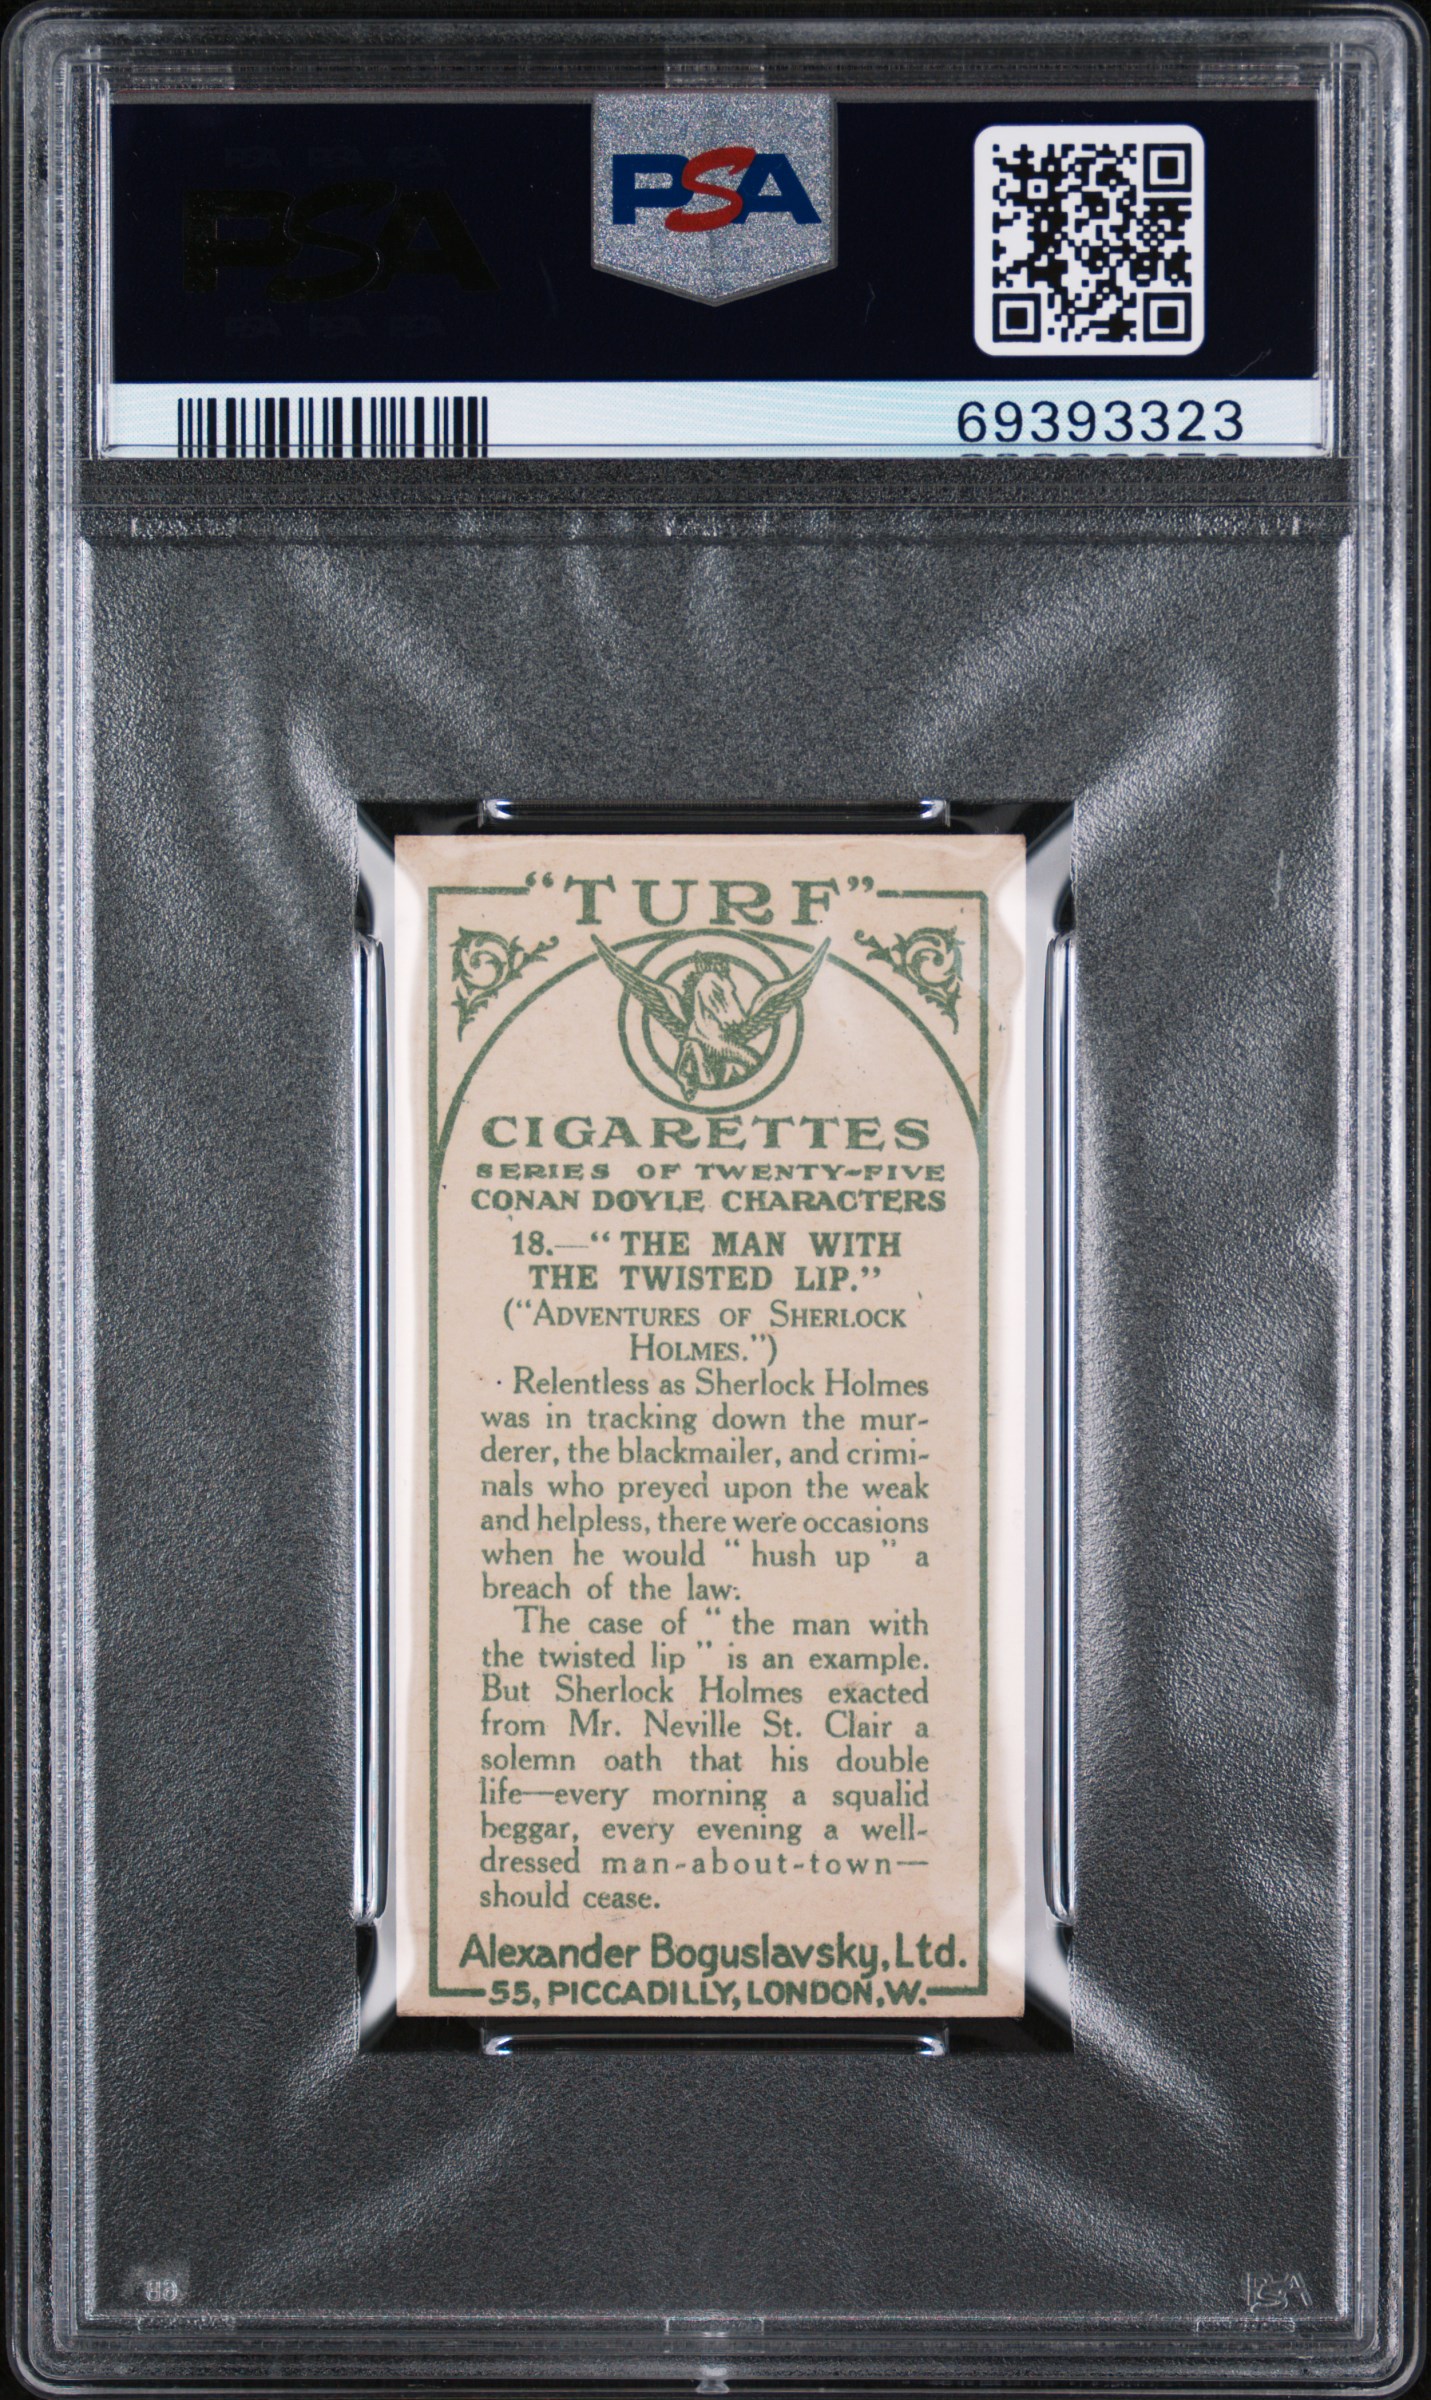 PSA
PSA
69393323
"TURF"
CIGARETTES
SERIES OF TWENTY-FIVE
CONAN DOYLE CHARACTERS
18.—"THE MAN WITH
THE TWISTED LIP."
("ADVENTURES OF SHERLOCK
HOLMES.")
Relentless as Sherlock Holmes
was in tracking down the mur-
derer, the blackmailer, and crimi-
nals who preyed upon the weak
and helpless, there were occasions
when he would "hush up" a
breach of the law.
The case of "the man with
the twisted lip" is an example.
But Sherlock Holmes exacted
from Mr. Neville St. Clair a
solemn oath that his double
life—every morning a squalid
beggar, every evening a well-
dressed man-about-town—
should cease.
Alexander Boguslavsky, Ltd.
55, PICCADILLY, LONDON, W.
PSA